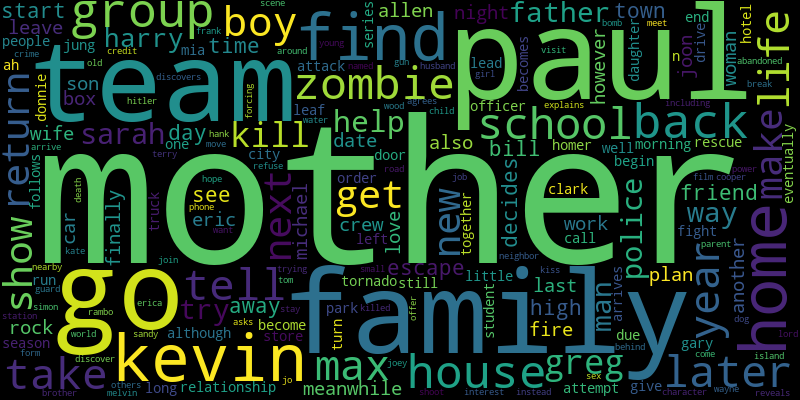 start group boy father night town end hotel
scene series allen
people leave jung harry time mia find paul woman life
crime credit frank around young lead drive
ah old son attack becomes n however joon daughter meet abandoned
donnie team bomb gun husband girl visit break
box hitler discovers named officer
return wife sarah day kill zombie help school back
leaf forcing wood agrees child explains including
hank water also bill homer well morning rescue
arrive one move date door begin
follows terry city refuse order decides friend make eventually
mother
finally death see next get clark police way
hope phone eric crew new work film cooper power
car truck want michael love together job call fight parent
kate left road neighbor another
show join escape little last plan year home
nearby tell trying small kiss man dog
run guard tornado still student high arrives
simon go try away tom killed family due gary
station rambo erica although become park fire come island
rock world sandy asks store stay turn offer behind
season kevin max house greg later
form discover jo joey attempt give lord
take others long relationship meanwhile interest sex
brother melvin shoot instead character wayne reveals